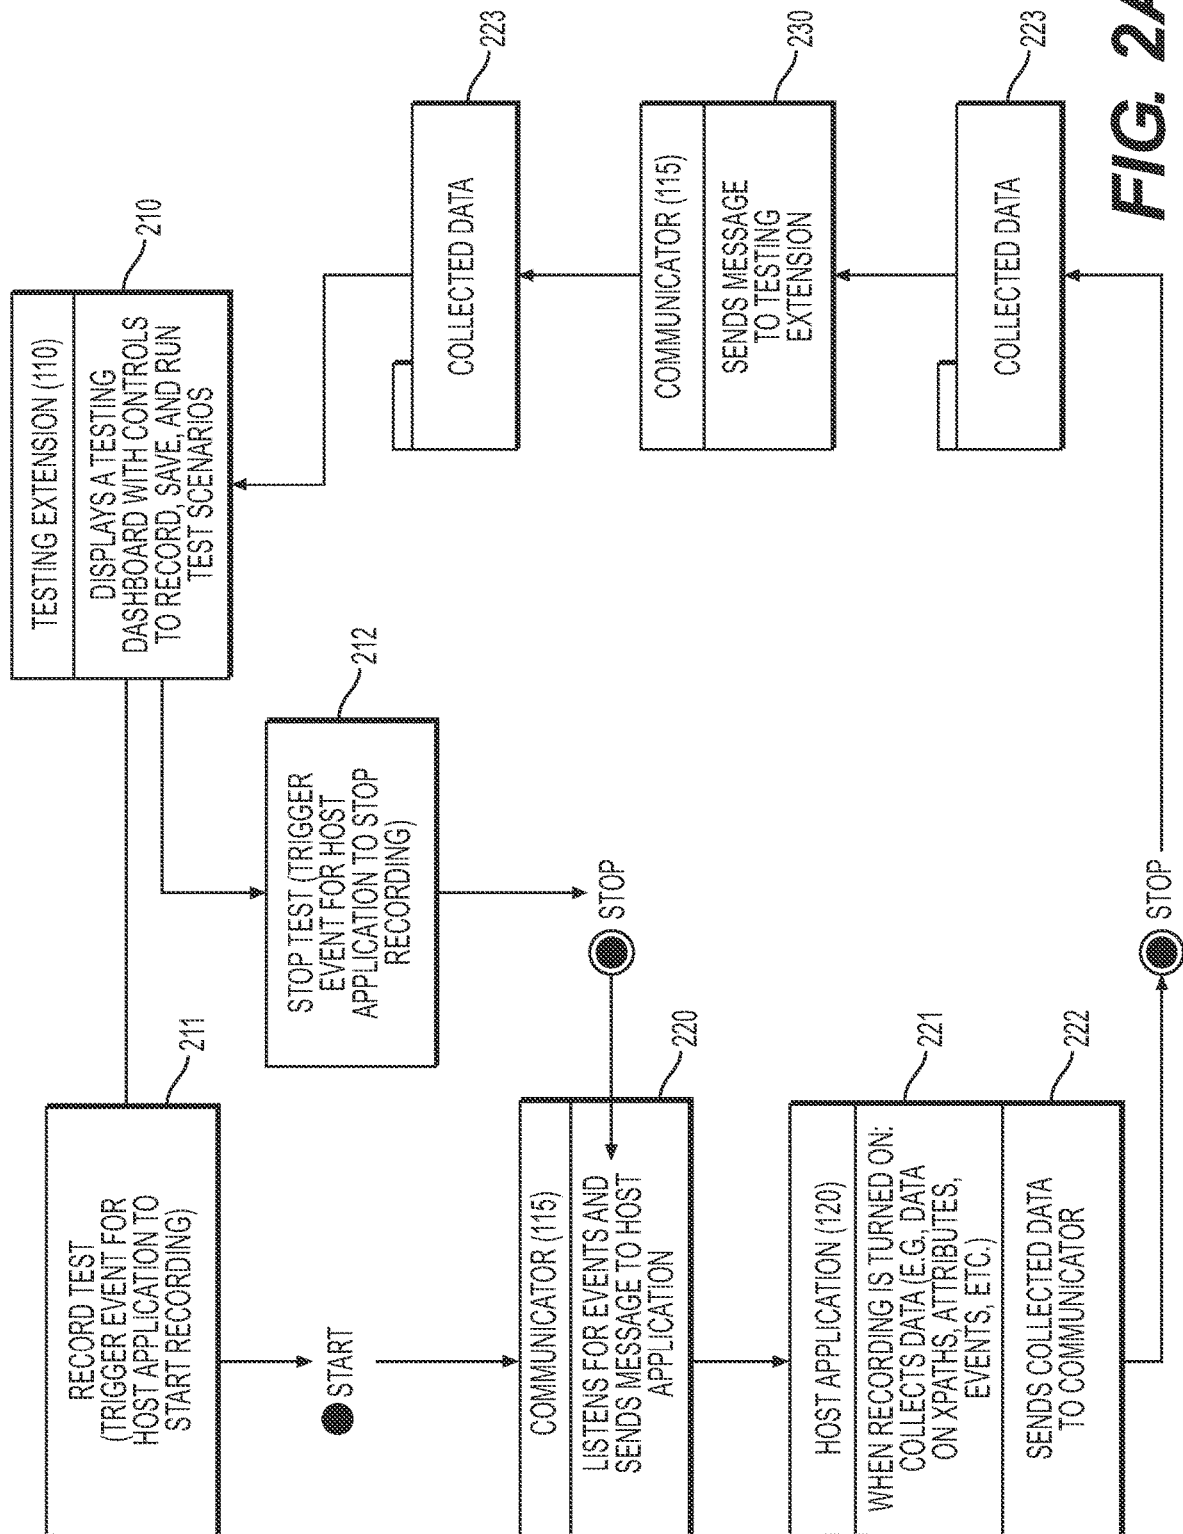 TESTING EXTENSION (110)
DISPLAYS A TESTING
DASHBOARD WITH CONTROLS
TO RECORD, SAVE, AND RUN
TEST SCENARIOS
210
RECORD TEST
(TRIGGER EVENT FOR
HOST APPLICATION TO
START RECORDING)
211
STOP TEST (TRIGGER
EVENT FOR HOST
APPLICATION TO STOP
RECORDING)
212
START
STOP
COMMUNICATOR (115)
LISTENS FOR EVENTS AND
SENDS MESSAGE TO HOST
APPLICATION
220
HOST APPLICATION (120)
WHEN RECORDING IS TURNED ON:
COLLECTS DATA (E.G., DATA
ON XPATHS, ATTRIBUTES,
EVENTS, ETC.)
221
SENDS COLLECTED DATA
TO COMMUNICATOR
222
STOP
COLLECTED DATA
223
COMMUNICATOR (115)
SENDS MESSAGE
TO TESTING
EXTENSION
230
COLLECTED DATA
223
FIG. 2A